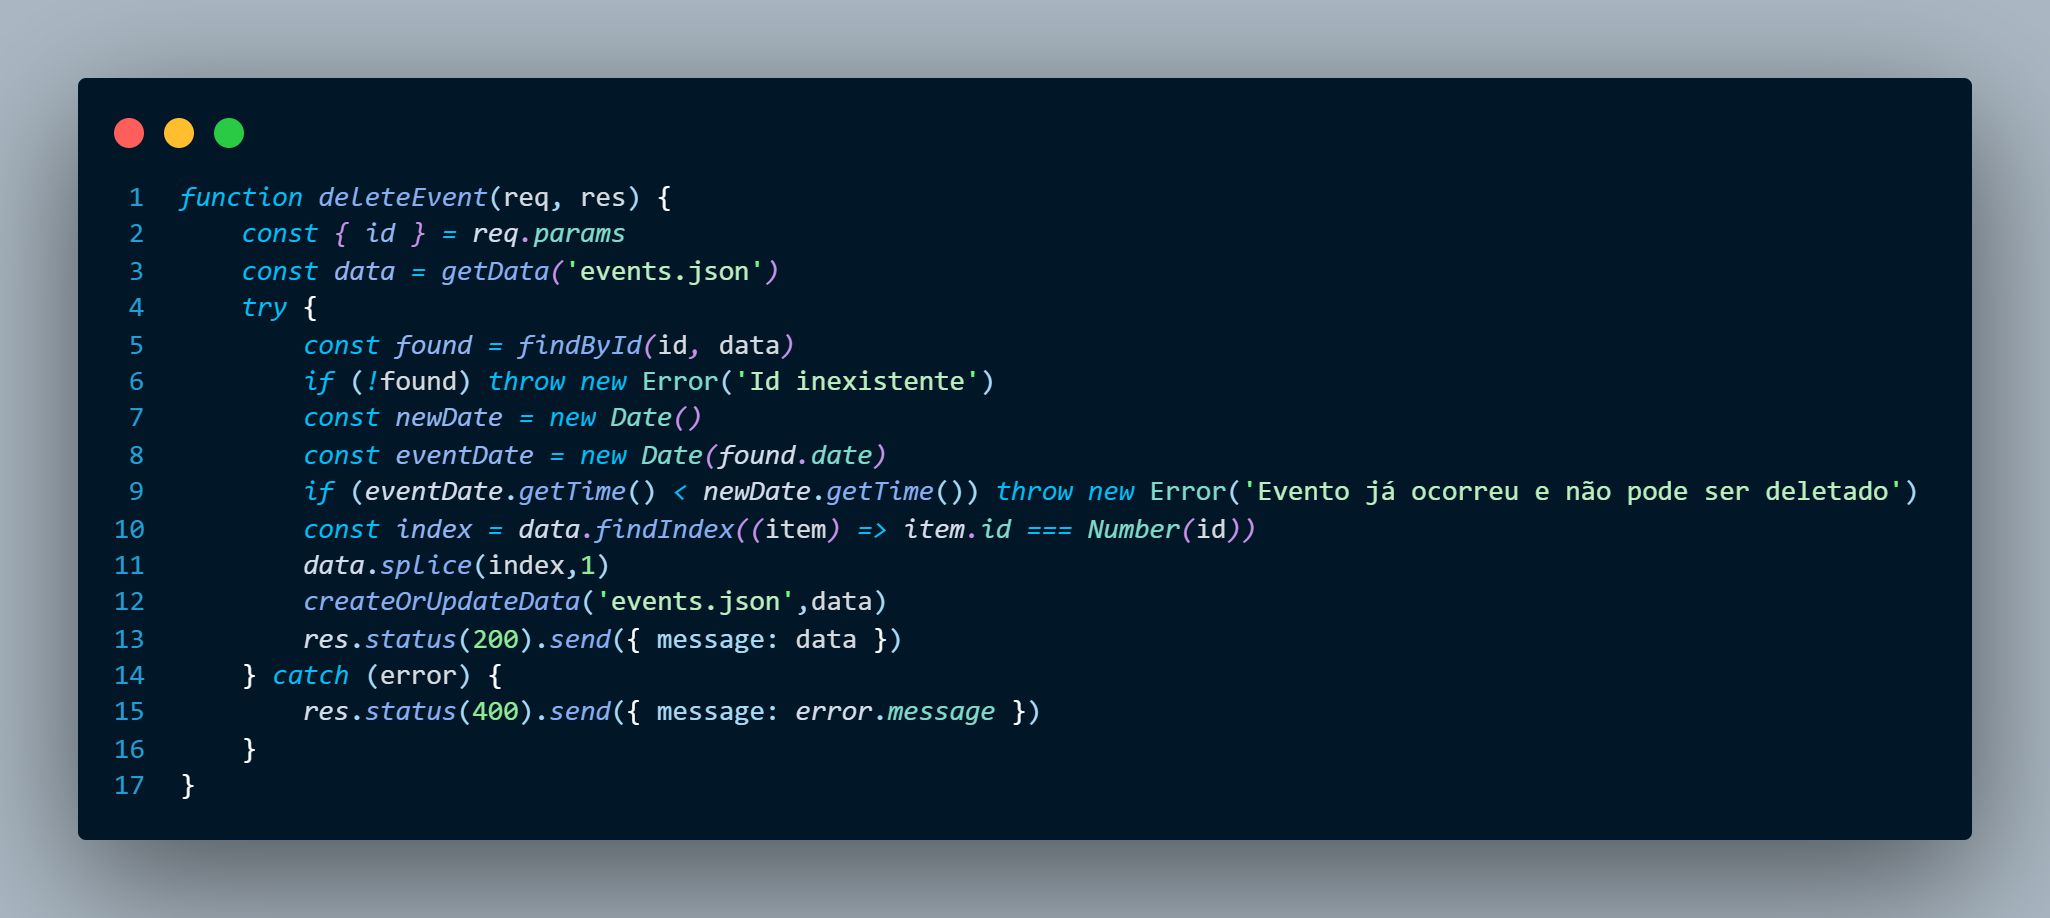 1 function deleteEvent(req, res) {
2     const { id } = req.params
3     const data = getData('events.json')
4     try {
5         const found = findById(id, data)
6         if (!found) throw new Error('Id inexistente')
7         const newDate = new Date()
8         const eventDate = new Date(found.date)
9         if (eventDate.getTime() < newDate.getTime()) throw new Error('Evento já ocorreu e não pode ser deletado')
10         const index = data.findIndex((item) => item.id === Number(id))
11         data.splice(index,1)
12         createOrUpdateData('events.json',data)
13         res.status(200).send({ message: data })
14     } catch (error) {
15         res.status(400).send({ message: error.message })
16     }
17 }